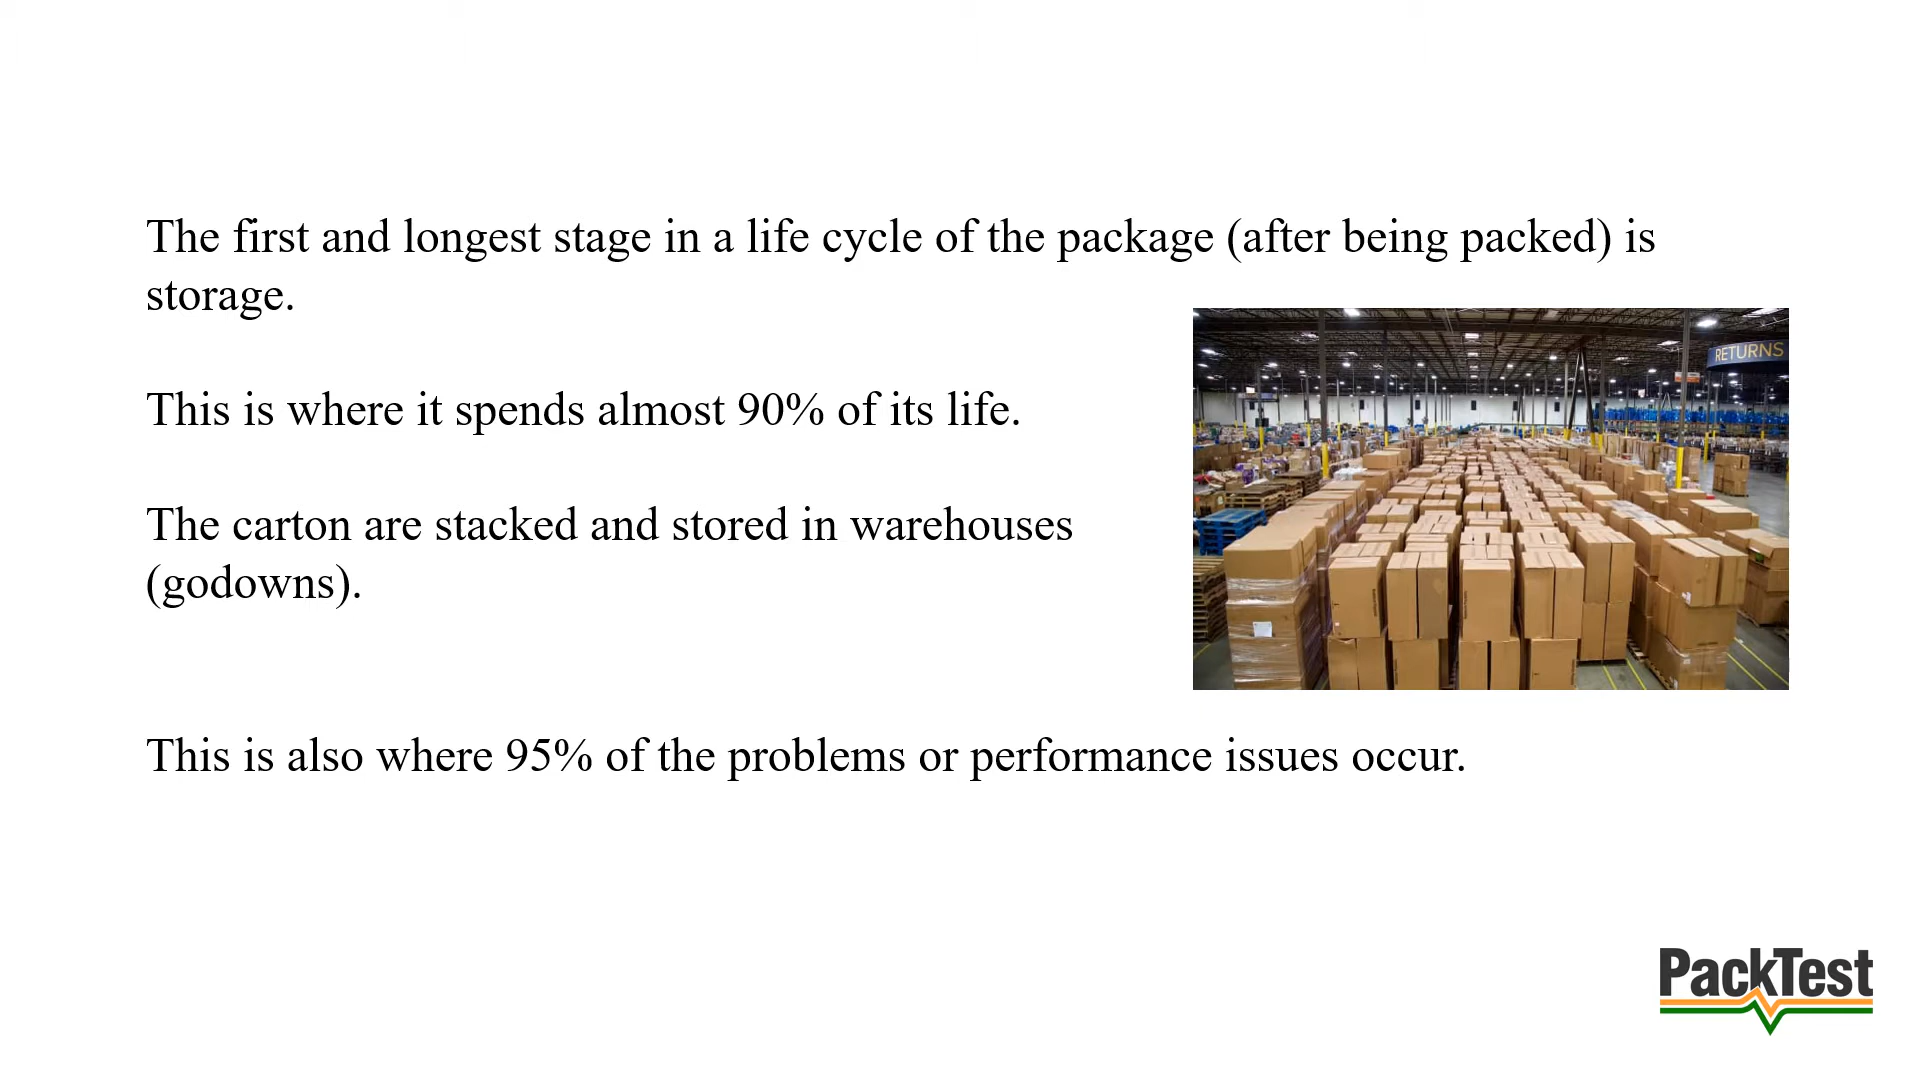 The first and longest stage in a life cycle of the package (after being packed) is
storage.
RETURNS
This is where it spends almost 90% of its life.
The carton are stacked and stored in warehouses
(godowns).
This is also where 95% of the problems or performance issues occur.
PackTest